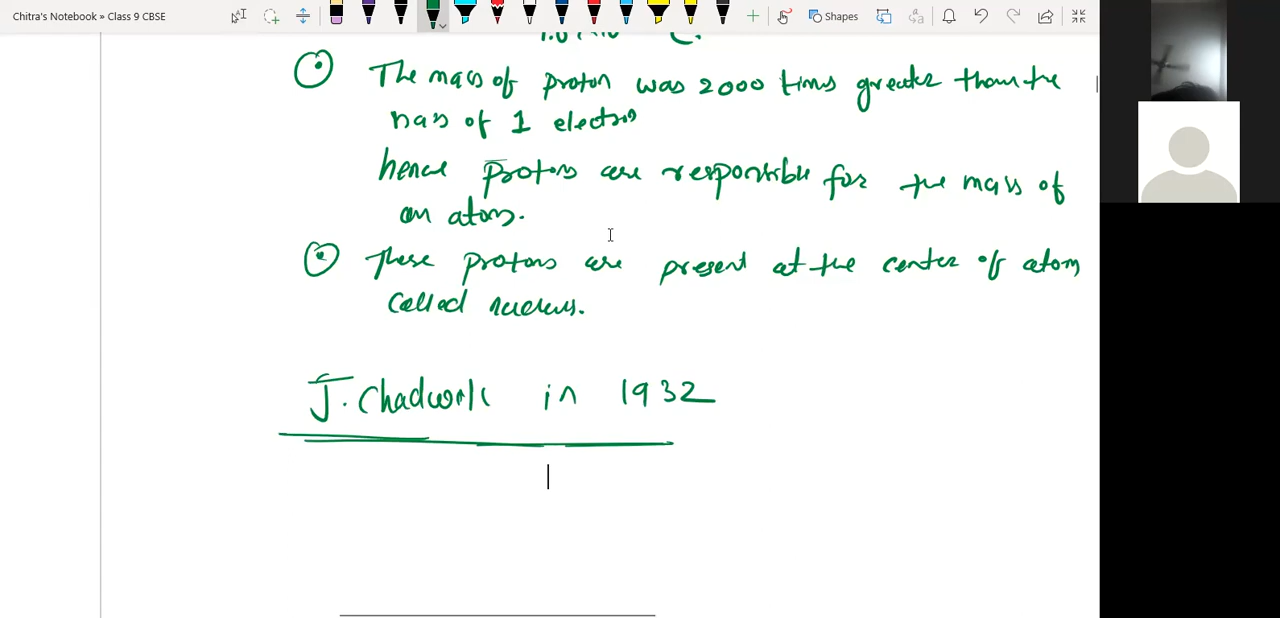 Chitra's Notebook » Class 9 CBSE
Shapes
The mass of proton was 2000 times greater than the
mass of 1 electron
hence protons are responsible for the mass of
an atom.
These protons are present at the center of atom
called nucleus.
J. Chadwick in 1932